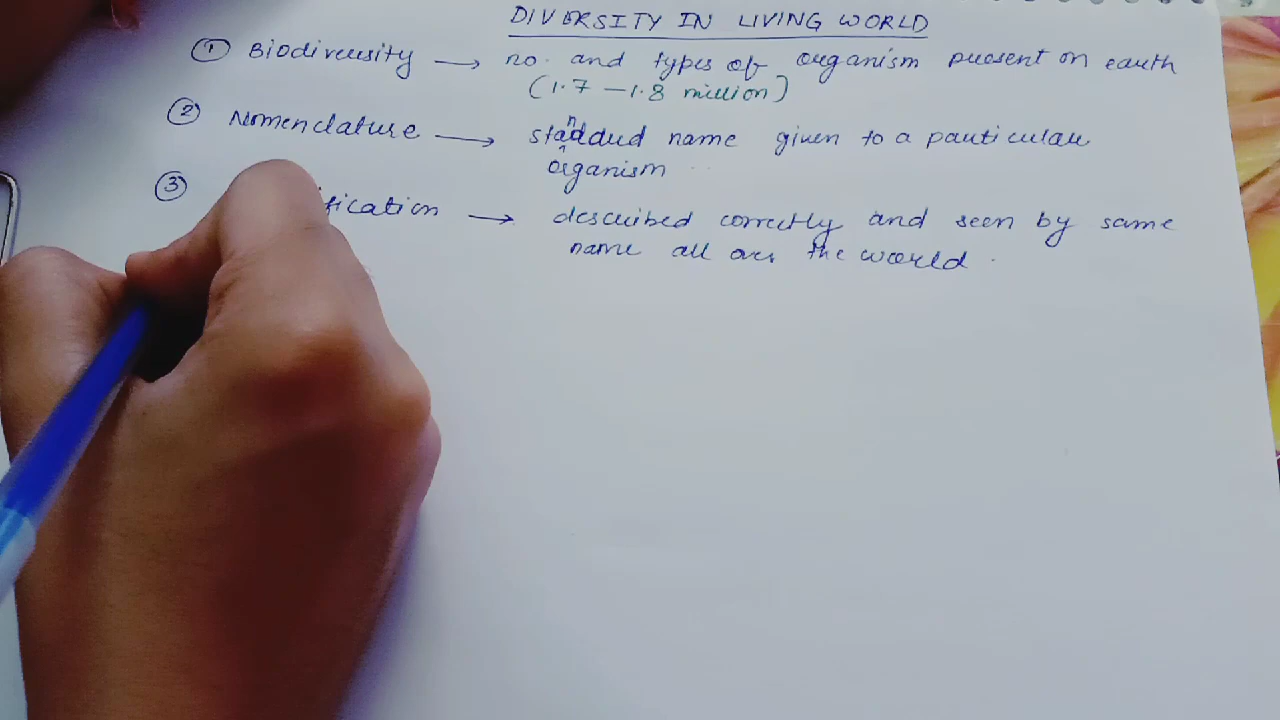 DIVERSITY IN LIVING WORLD
① Biodiversity → no. and types of organism present on earth
(1.7 – 1.8 million)
② Nomenclature → standard name given to a particular
organism
③ ification → described correctly and seen by same
name all over the world.